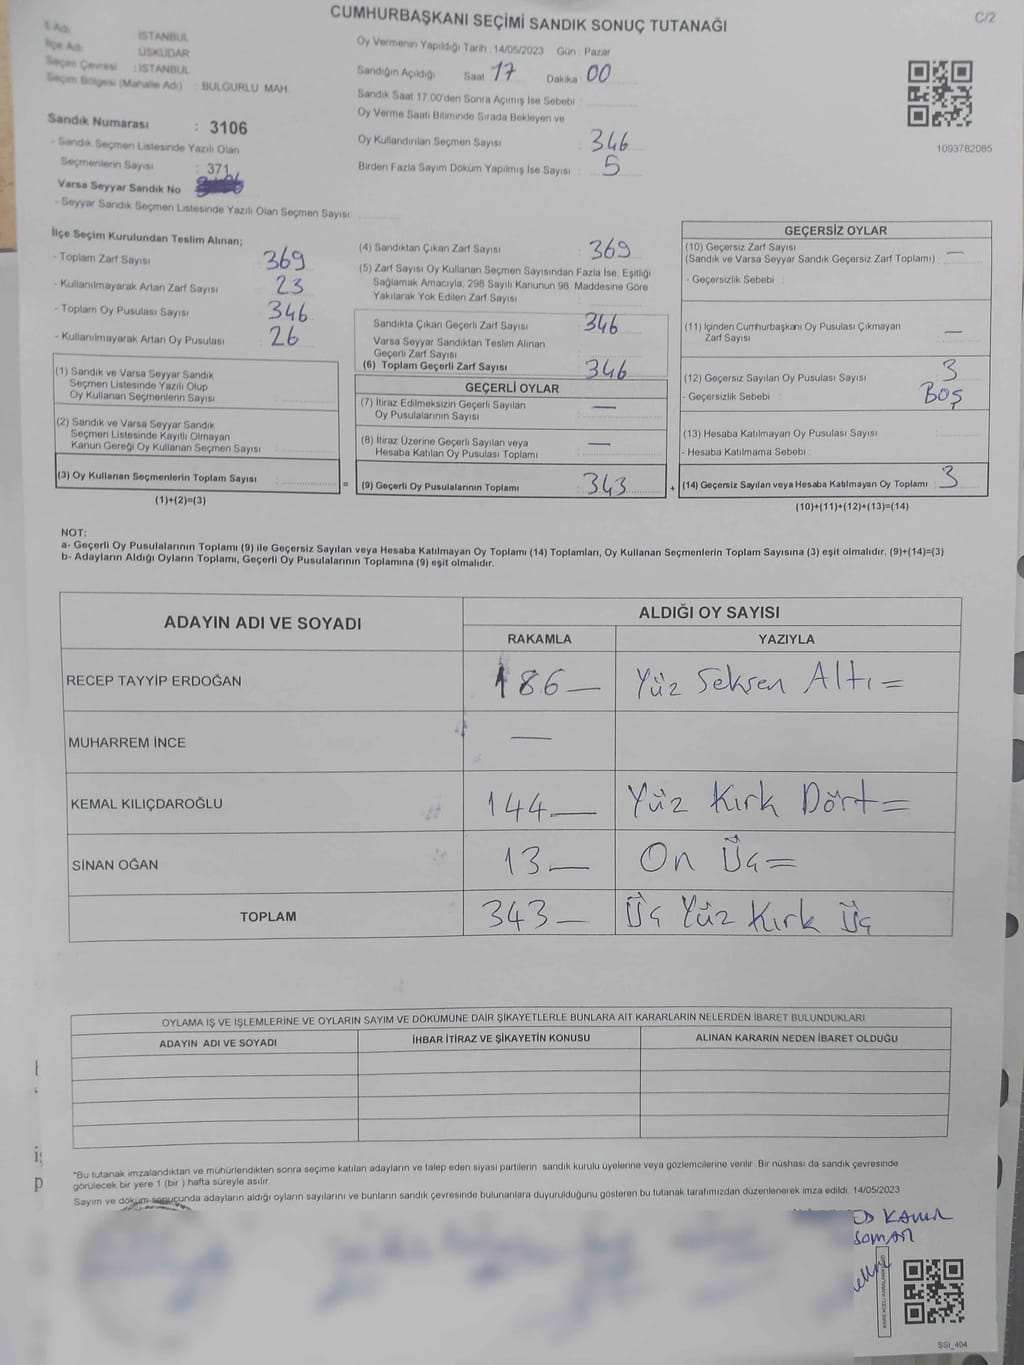 CUMHURBAŞKANI SEÇİMİ SANDIK SONUÇ TUTANAĞI
C/2
İl Adı : İSTANBUL
İlçe Adı : ÜSKÜDAR
Seçim Çevresi : İSTANBUL
Seçim Bölgesi (Mahalle Adı) : BULGURLU MAH.
Sandık Numarası : 3106
- Sandık Seçmen Listesinde Yazılı Olan
Seçmenlerin Sayısı : 371
Varsa Seyyar Sandık No
- Seyyar Sandık Seçmen Listesinde Yazılı Olan Seçmen Sayısı
Oy Vermenin Yapıldığı Tarih : 14/05/2023 Gün : Pazar
Sandığın Açıldığı Saat 17 Dakika 00
Sandık Saat 17:00'den Sonra Açımış İse Sebebi :
Oy Verme Saati Bitiminde Sırada Bekleyen ve
Oy Kullandırılan Seçmen Sayısı : 346
Birden Fazla Sayım Döküm Yapılmış İse Sayısı : 5
1093782085
İlçe Seçim Kurulundan Teslim Alınan;
- Toplam Zarf Sayısı 369
- Kullanılmayarak Artan Zarf Sayısı 23
- Toplam Oy Pusulası Sayısı 346
- Kullanılmayarak Artan Oy Pusulası 26
(1) Sandık ve Varsa Seyyar Sandık
Seçmen Listesinde Yazılı Olup
Oy Kullanan Seçmenlerin Sayısı
(2) Sandık ve Varsa Seyyar Sandık
Seçmen Listesinde Kayıtlı Olmayan
Kanun Gereği Oy Kullanan Seçmen Sayısı :
(3) Oy Kullanan Seçmenlerin Toplam Sayısı :
(1)+(2)=(3)
=
(4) Sandıktan Çıkan Zarf Sayısı : 369
(5) Zarf Sayısı Oy Kullanan Seçmen Sayısından Fazla İse, Eşitliği
Sağlamak Amacıyla, 298 Sayılı Kanunun 98. Maddesine Göre
Yakılarak Yok Edilen Zarf Sayısı
Sandıkta Çıkan Geçerli Zarf Sayısı 346
Varsa Seyyar Sandıktan Teslim Alınan
Geçerli Zarf Sayısı
(6) Toplam Geçerli Zarf Sayısı 346
GEÇERLİ OYLAR
(7) İtiraz Edilmeksizin Geçerli Sayılan —
Oy Pusulalarının Sayısı
(8) İtiraz Üzerine Geçerli Sayılan veya —
Hesaba Katılan Oy Pusulası Toplamı
(9) Geçerli Oy Pusulalarının Toplamı : 343
+
GEÇERSİZ OYLAR
(10) Geçersiz Zarf Sayısı —
(Sandık ve Varsa Seyyar Sandık Geçersiz Zarf Toplamı) :
- Geçersizlik Sebebi :
(11) İçinden Cumhurbaşkanı Oy Pusulası Çıkmayan —
Zarf Sayısı
(12) Geçersiz Sayılan Oy Pusulası Sayısı : 3
- Geçersizlik Sebebi : BOŞ
(13) Hesaba Katılmayan Oy Pusulası Sayısı
- Hesaba Katılmama Sebebi :
(14) Geçersiz Sayılan veya Hesaba Katılmayan Oy Toplamı : 3
(10)+(11)+(12)+(13)=(14)
NOT:
a- Geçerli Oy Pusulalarının Toplamı (9) ile Geçersiz Sayılan veya Hesaba Katılmayan Oy Toplamı (14) Toplamları, Oy Kullanan Seçmenlerin Toplam Sayısına (3) eşit olmalıdır. (9)+(14)=(3)
b- Adayların Aldığı Oyların Toplamı, Geçerli Oy Pusulalarının Toplamına (9) eşit olmalıdır.
ADAYIN ADI VE SOYADI
ALDIĞI OY SAYISI
RAKAMLA YAZIYLA
RECEP TAYYİP ERDOĞAN 186— Yüz Seksen Altı=
MUHARREM İNCE —
KEMAL KILIÇDAROĞLU 144— Yüz Kırk Dört=
SİNAN OĞAN 13— On Üç=
TOPLAM 343— Üç Yüz Kırk Üç
OYLAMA İŞ VE İŞLEMLERİNE VE OYLARIN SAYIM VE DÖKÜMÜNE DAİR ŞİKAYETLERLE BUNLARA AİT KARARLARIN NELERDEN İBARET BULUNDUKLARI
ADAYIN ADI VE SOYADI İHBAR İTİRAZ VE ŞİKAYETİN KONUSU ALINAN KARARIN NEDEN İBARET OLDUĞU
*Bu tutanak imzalandıktan ve mühürlendikten sonra seçime katılan adayların ve talep eden siyasi partilerin sandık kurulu üyelerine veya gözlemcilerine verilir. Bir nüshası da sandık çevresinde
görülecek bir yere 1 (bir ) hafta süreyle asılır.
Sayım ve döküm sonucunda adayların aldığı oyların sayılarını ve bunların sandık çevresinde bulunanlara duyurulduğunu gösteren bu tutanak tarafımızdan düzenlenerek imza edildi. 14/05/2023
SSI_404